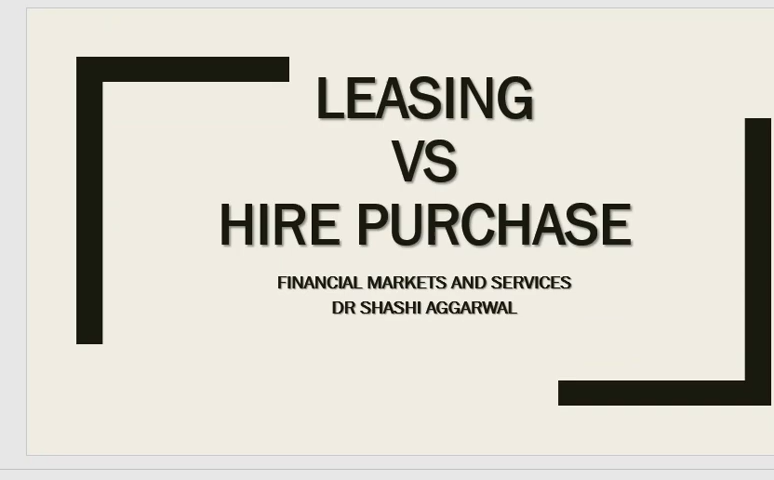 LEASING
VS
HIRE PURCHASE
FINANCIAL MARKETS AND SERVICES
DR SHASHI AGGARWAL